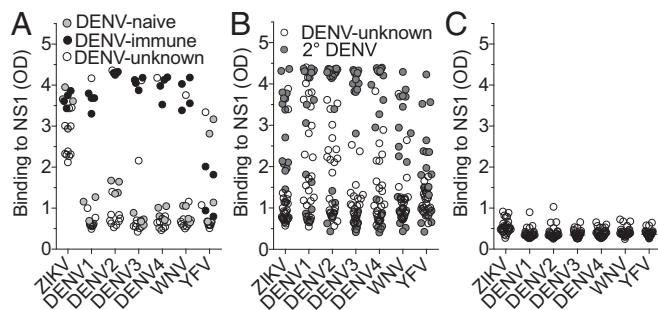 A
DENV-naive
DENV-immune
DENV-unknown
Binding to NS1 (OD)
5
4
3
2
1
0
ZIKV
DENV1
DENV2
DENV3
DENV4
WNV
YFV
B
DENV-unknown
2° DENV
Binding to NS1 (OD)
5
4
3
2
1
0
ZIKV
DENV1
DENV2
DENV3
DENV4
WNV
YFV
C
Binding to NS1 (OD)
5
4
3
2
1
0
ZIKV
DENV1
DENV2
DENV3
DENV4
WNV
YFV